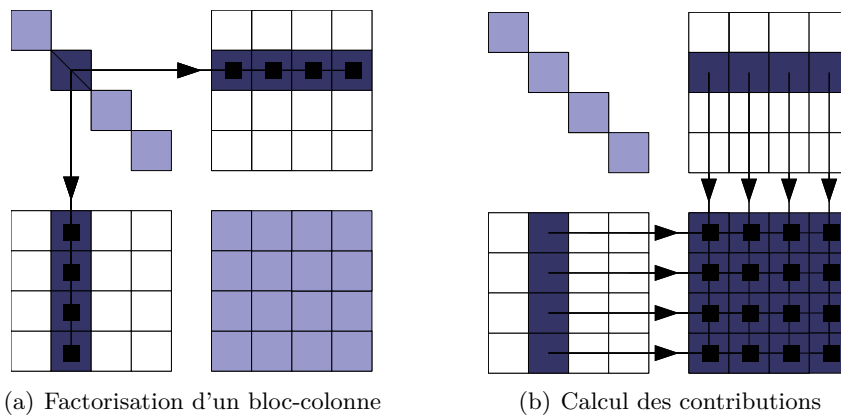 (a) Factorisation d'un bloc-colonne
(b) Calcul des contributions